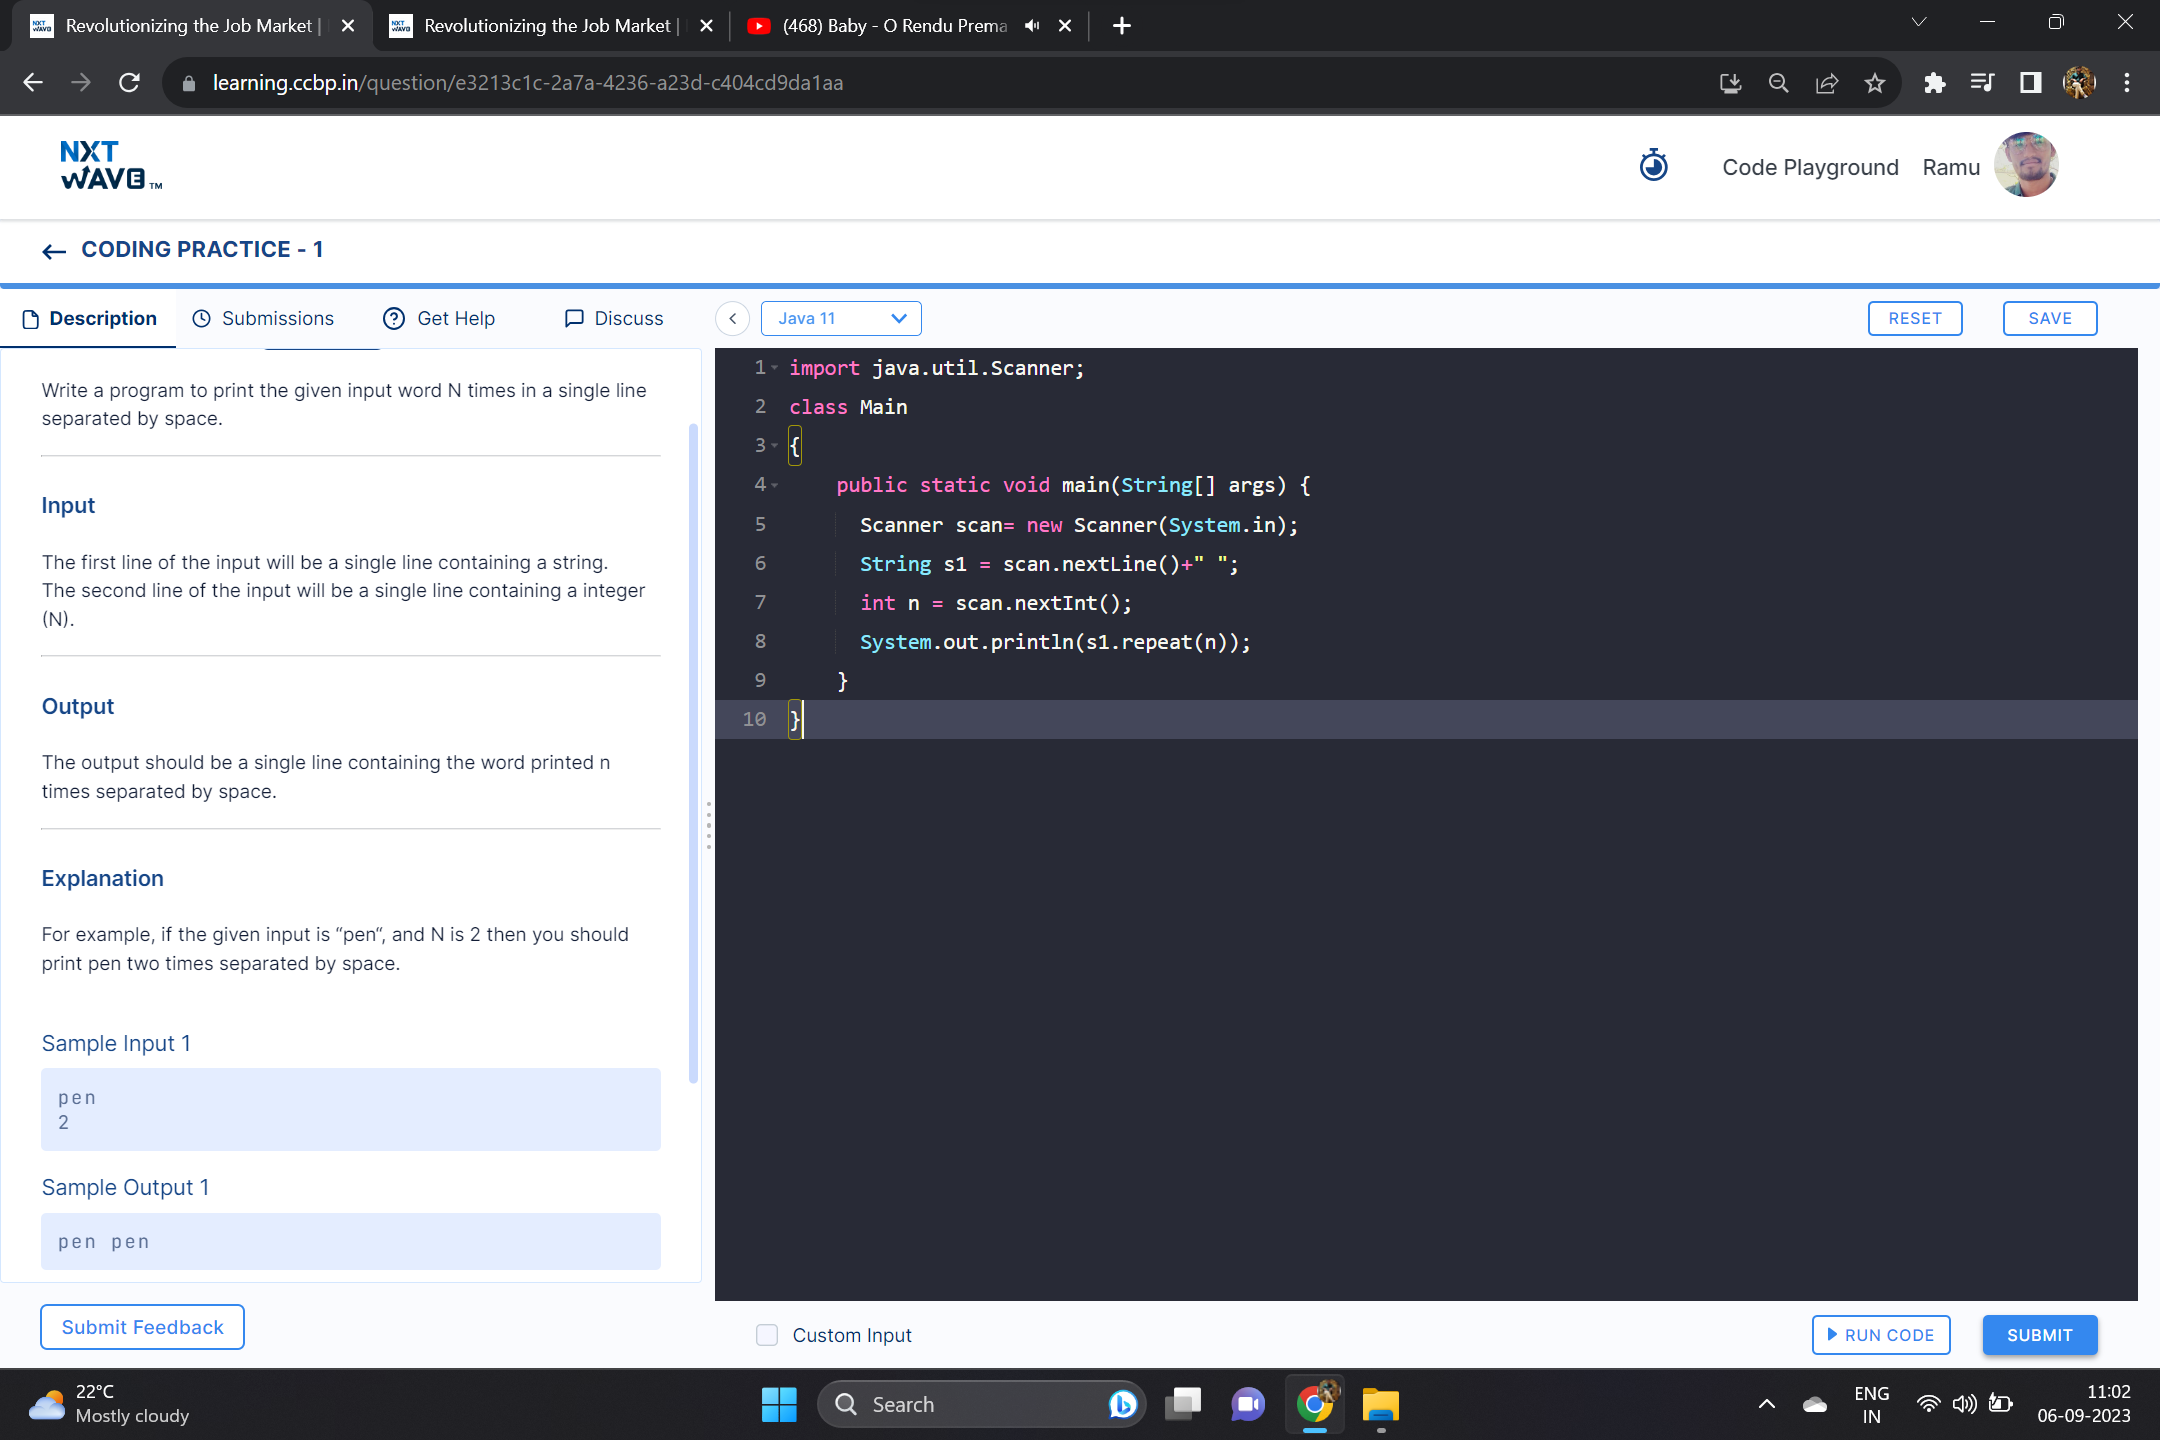 Revolutionizing the Job Market |
Revolutionizing the Job Market |
(468) Baby - O Rendu Prema
learning.ccbp.in/question/e3213c1c-2a7a-4236-a23d-c404cd9da1aa
NXT
WAVE TM
Code Playground
Ramu
CODING PRACTICE - 1
Description
Submissions
Get Help
Discuss
Java 11
RESET
SAVE
Write a program to print the given input word N times in a single line
separated by space.
Input
The first line of the input will be a single line containing a string.
The second line of the input will be a single line containing a integer
(N).
Output
The output should be a single line containing the word printed n
times separated by space.
Explanation
For example, if the given input is “pen“, and N is 2 then you should
print pen two times separated by space.
Sample Input 1
pen
2
Sample Output 1
pen pen
Submit Feedback
1 import java.util.Scanner;
2 class Main
3 {
4 public static void main(String[] args) {
5 Scanner scan= new Scanner(System.in);
6 String s1 = scan.nextLine()+" ";
7 int n = scan.nextInt();
8 System.out.println(s1.repeat(n));
9 }
10 }
Custom Input
RUN CODE
SUBMIT
22°C
Mostly cloudy
Search
ENG
IN
11:02
06-09-2023